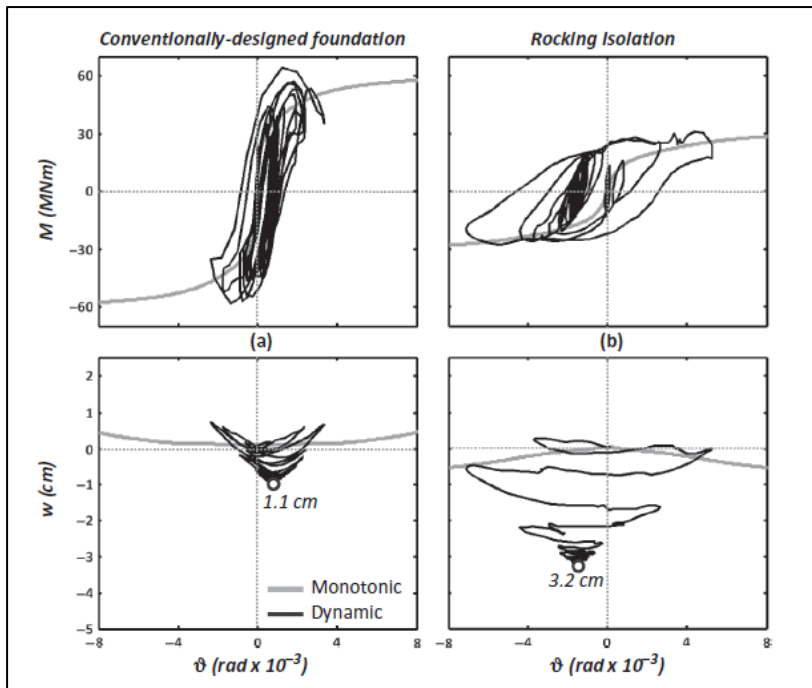 Conventionally-designed foundation
Rocking Isolation
M (MNm)
60
30
0
−30
−60
(a)
(b)
w (cm)
2
1
0
−1
−2
−3
−4
−5
1.1 cm
3.2 cm
Monotonic
Dynamic
−8 −4 0 4 8
−8 −4 0 4 8
ϑ (rad x 10⁻³)
ϑ (rad x 10⁻³)